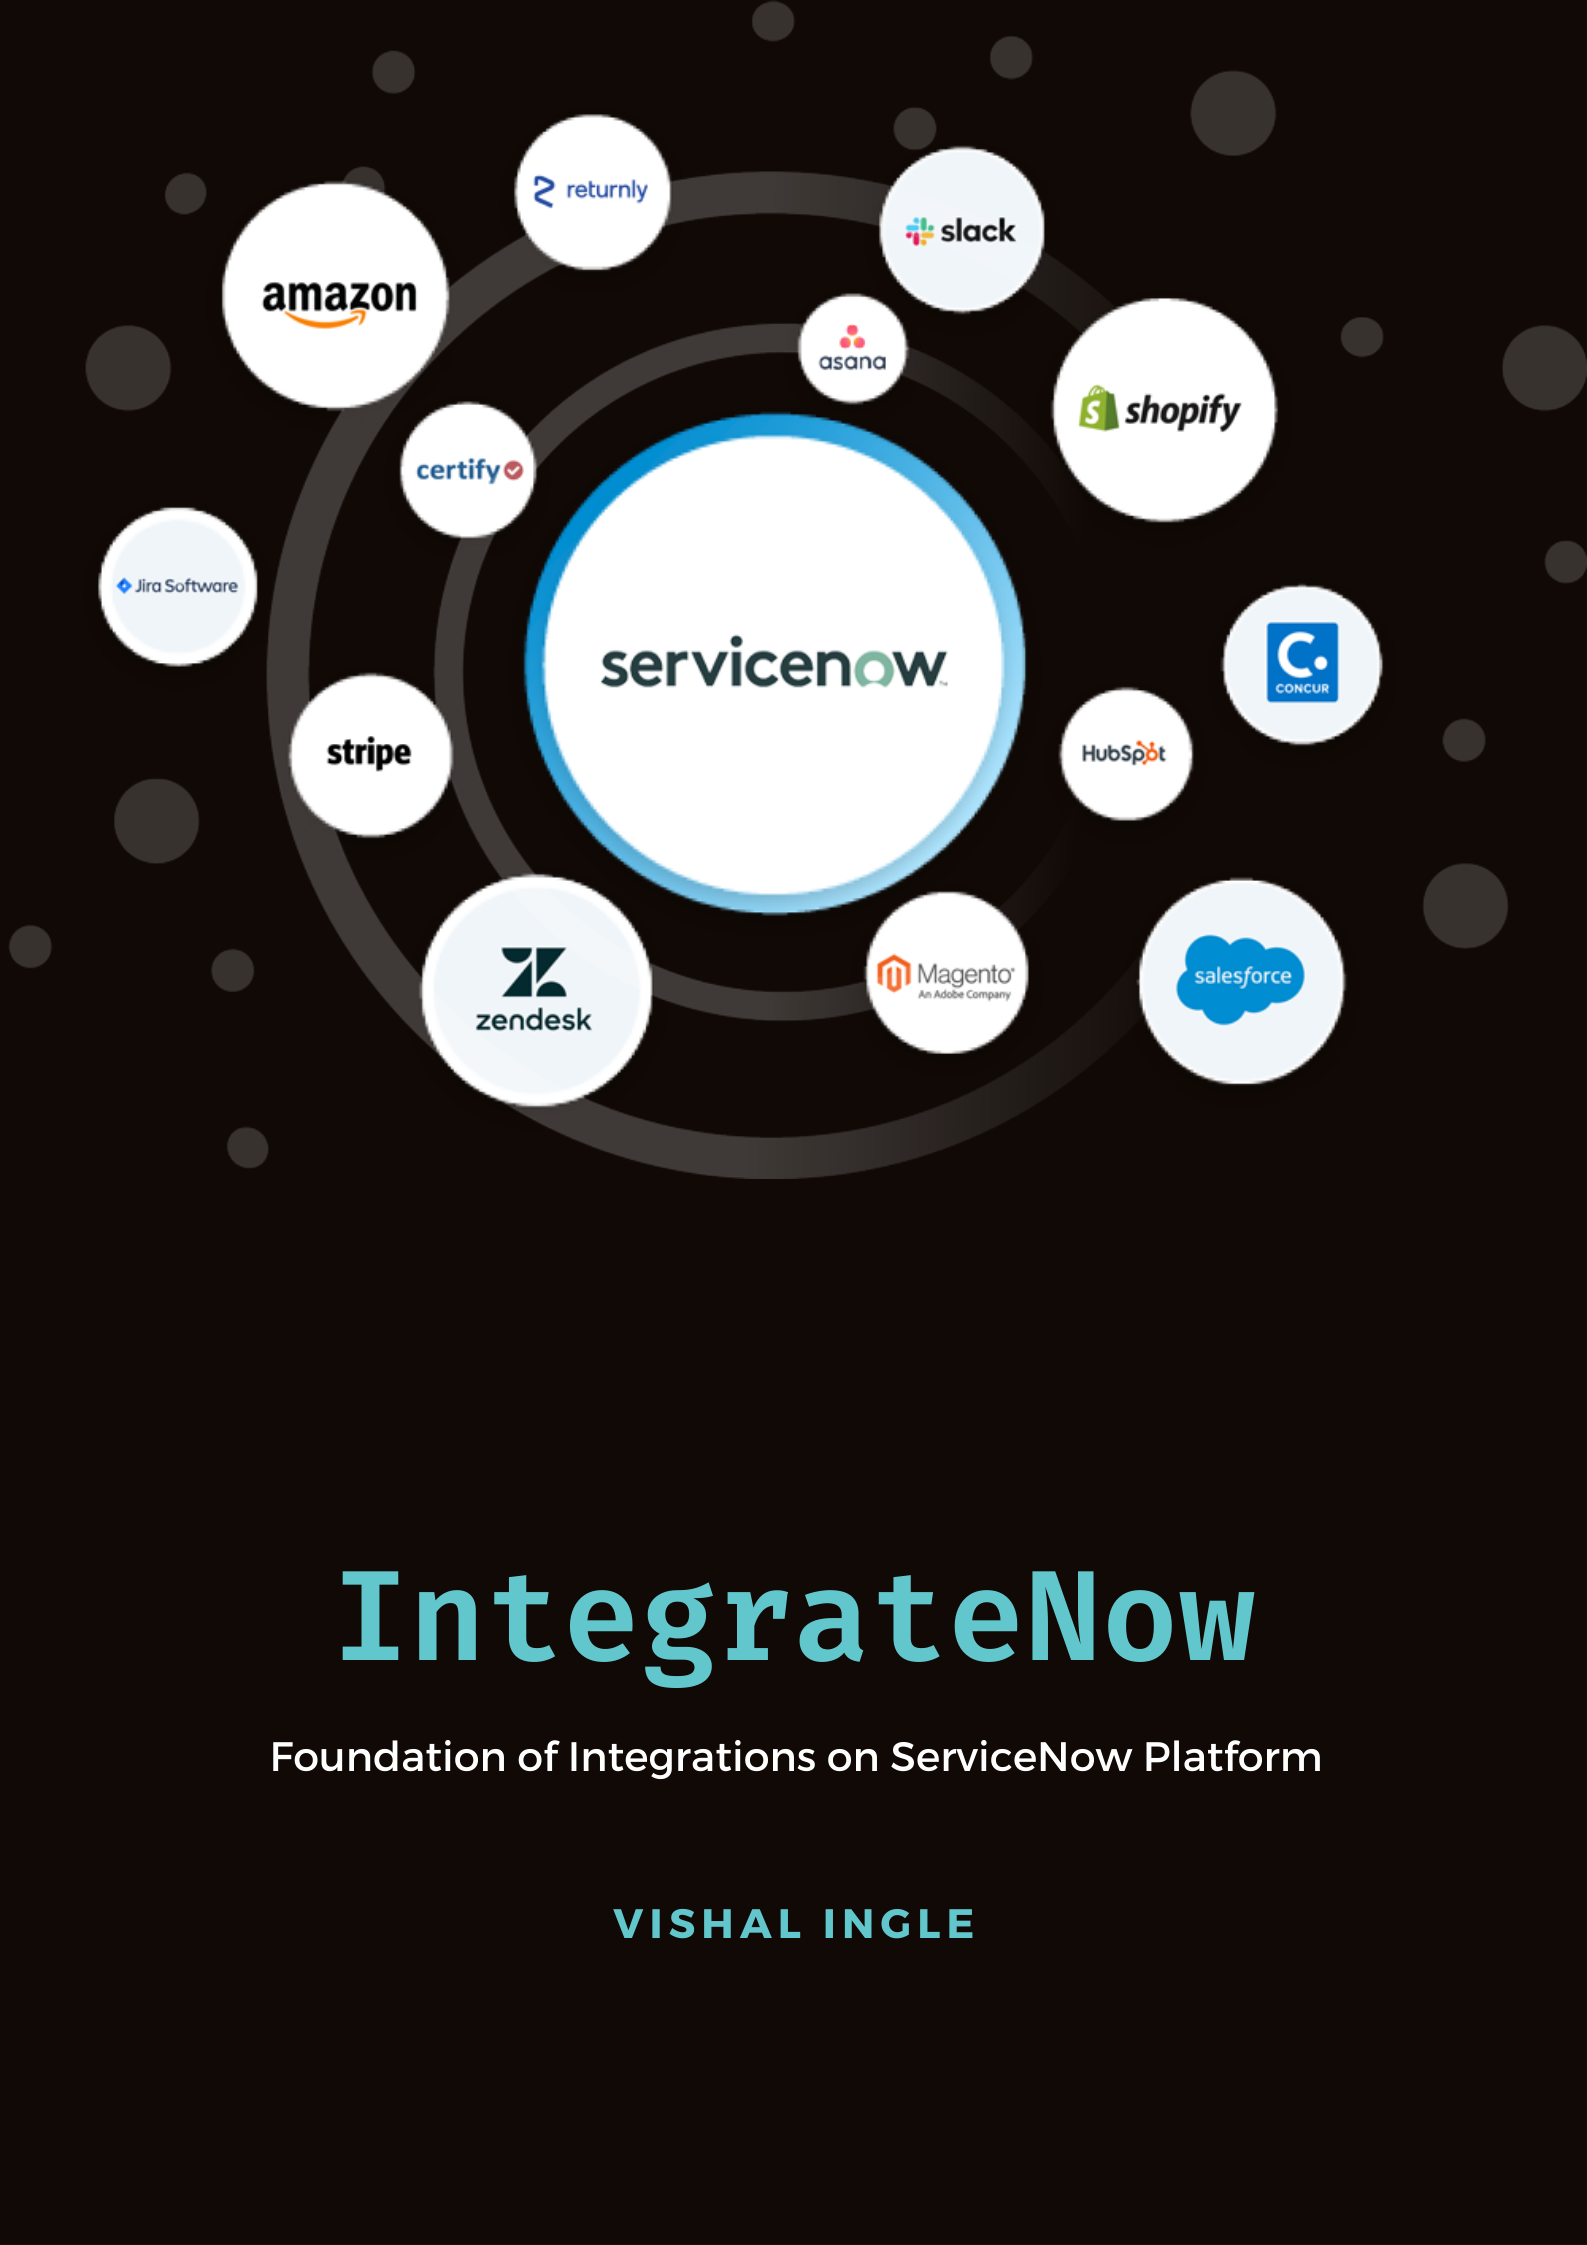 returnly
slack
amazon
asana
shopify
certify
Jira Software
servicenow
CONCUR
stripe
HubSpot
zendesk
Magento
An Adobe Company
salesforce
IntegrateNow
Foundation of Integrations on ServiceNow Platform
VISHAL INGLE